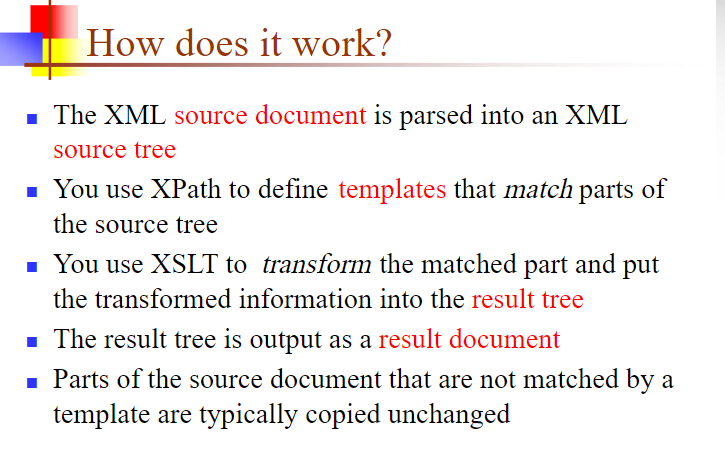 How does it work?
The XML source document is parsed into an XML
source tree
You use XPath to define templates that match parts of
the source tree
You use XSLT to transform the matched part and put
the transformed information into the result tree
The result tree is output as a result document
Parts of the source document that are not matched by a
template are typically copied unchanged